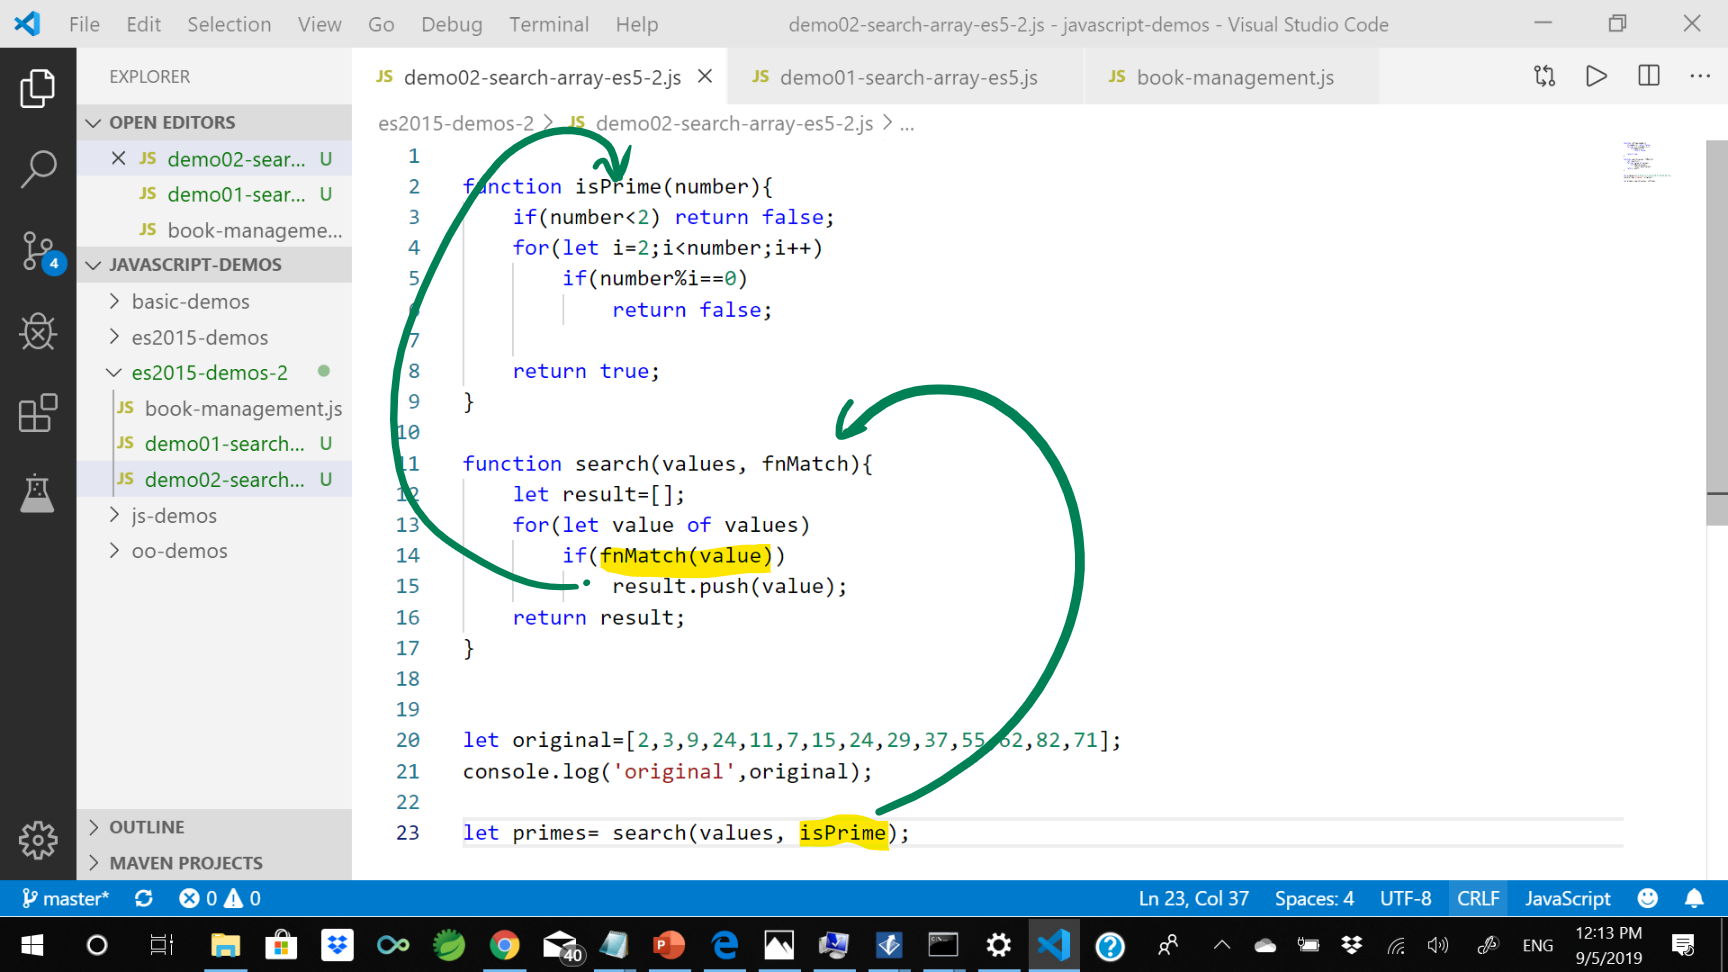 File Edit Selection View Go Debug Terminal Help
demo02-search-array-es5-2.js - javascript-demos - Visual Studio Code
EXPLORER
OPEN EDITORS
JS demo02-sear... U
JS demo01-sear... U
JS book-manageme...
4
JAVASCRIPT-DEMOS
basic-demos
es2015-demos
es2015-demos-2
JS book-management.js
JS demo01-search... U
JS demo02-search... U
js-demos
oo-demos
OUTLINE
MAVEN PROJECTS
JS demo02-search-array-es5-2.js
JS demo01-search-array-es5.js
JS book-management.js
es2015-demos-2 > JS demo02-search-array-es5-2.js > ...
1
2 function isPrime(number){
3 if(number<2) return false;
4 for(let i=2;i<number;i++)
5 if(number%i==0)
6 return false;
7
8 return true;
9 }
10
11 function search(values, fnMatch){
12 let result=[];
13 for(let value of values)
14 if(fnMatch(value))
15 result.push(value);
16 return result;
17 }
18
19
20 let original=[2,3,9,24,11,7,15,24,29,37,55,62,82,71];
21 console.log('original',original);
22
23 let primes= search(values, isPrime);
master* 0 0
Ln 23, Col 37 Spaces: 4 UTF-8 CRLF JavaScript
40
ENG
12:13 PM
9/5/2019